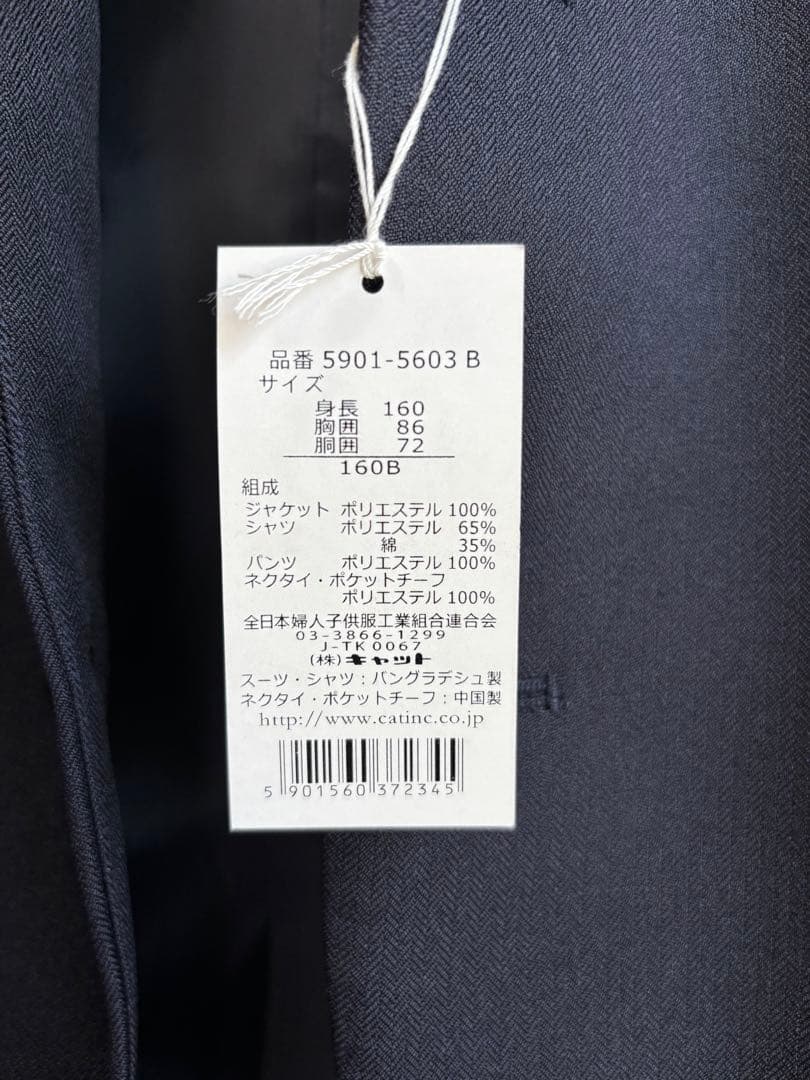 品番 5901-5603 B
サイズ
身長 160
胸囲 86
胴囲 72
160B
組成
ジャケット ポリエステル 100%
シャツ ポリエステル 65%
綿 35%
パンツ ポリエステル 100%
ネクタイ・ポケットチーフ
ポリエステル 100%
全日本婦人子供服工業組合連合会
03-3866-1299
J-TK0067
(株)キャット
スーツ・シャツ：バングラデシュ製
ネクタイ・ポケットチーフ：中国製
http://www.catinc.co.jp
5 901560 372345